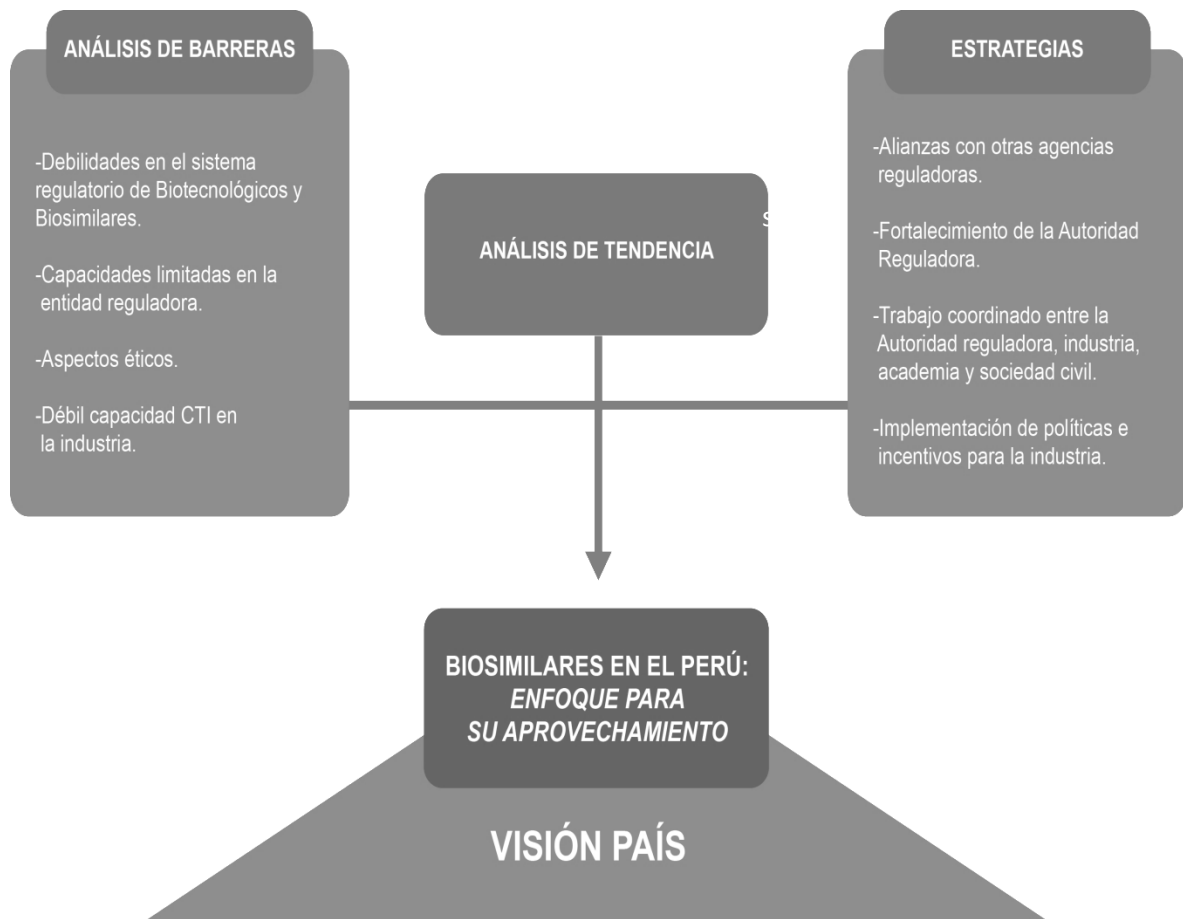 ANÁLISIS DE BARRERAS
-Debilidades en el sistema
regulatorio de Biotecnológicos y
Biosimilares.
-Capacidades limitadas en la
entidad reguladora.
-Aspectos éticos.
-Débil capacidad CTI en
la industria.
ANÁLISIS DE TENDENCIA
ESTRATEGIAS
-Alianzas con otras agencias
reguladoras.
-Fortalecimiento de la Autoridad
Reguladora.
-Trabajo coordinado entre la
Autoridad reguladora, industria,
academia y sociedad civil.
-Implementación de políticas e
incentivos para la industria.
BIOSIMILARES EN EL PERÚ:
ENFOQUE PARA
SU APROVECHAMIENTO
VISIÓN PAÍS